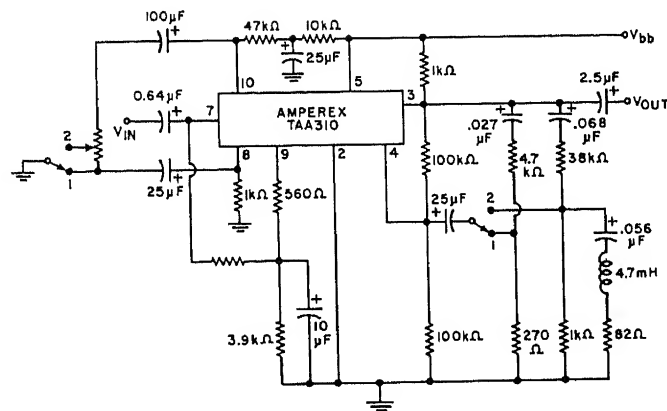 100µF
47kΩ
10kΩ
Vbb
25µF
1kΩ
2.5µF
10
5
0.64µF
7
AMPEREX
TAA310
3
VOUT
VIN
.027
µF
.068
µF
2
8
9
2
4
4.7
kΩ
38kΩ
100kΩ
1
25µF
1kΩ
560Ω
25µF
2
1
.056
µF
4.7mH
3.9kΩ
10
µF
100kΩ
270
Ω
1kΩ
82Ω